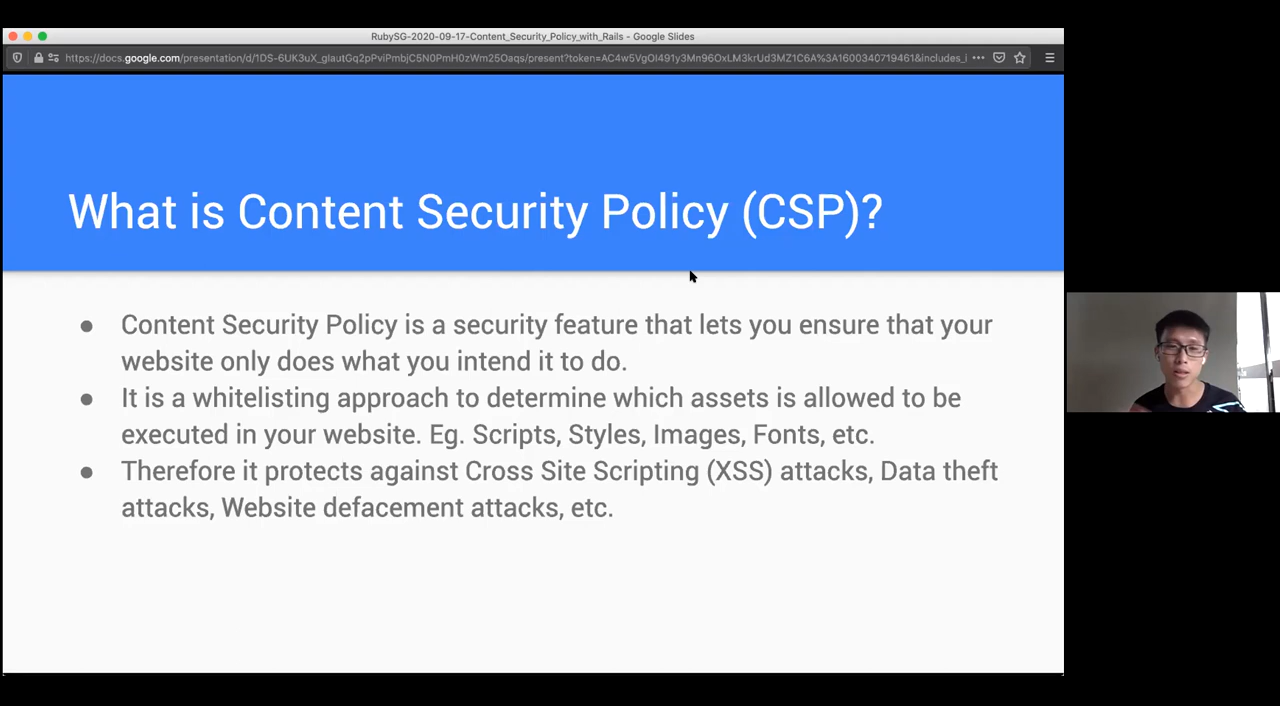 RubySG-2020-09-17-Content_Security_Policy_with_Rails - Google Slides
What is Content Security Policy (CSP)?
● Content Security Policy is a security feature that lets you ensure that your
website only does what you intend it to do.
● It is a whitelisting approach to determine which assets is allowed to be
executed in your website. Eg. Scripts, Styles, Images, Fonts, etc.
● Therefore it protects against Cross Site Scripting (XSS) attacks, Data theft
attacks, Website defacement attacks, etc.